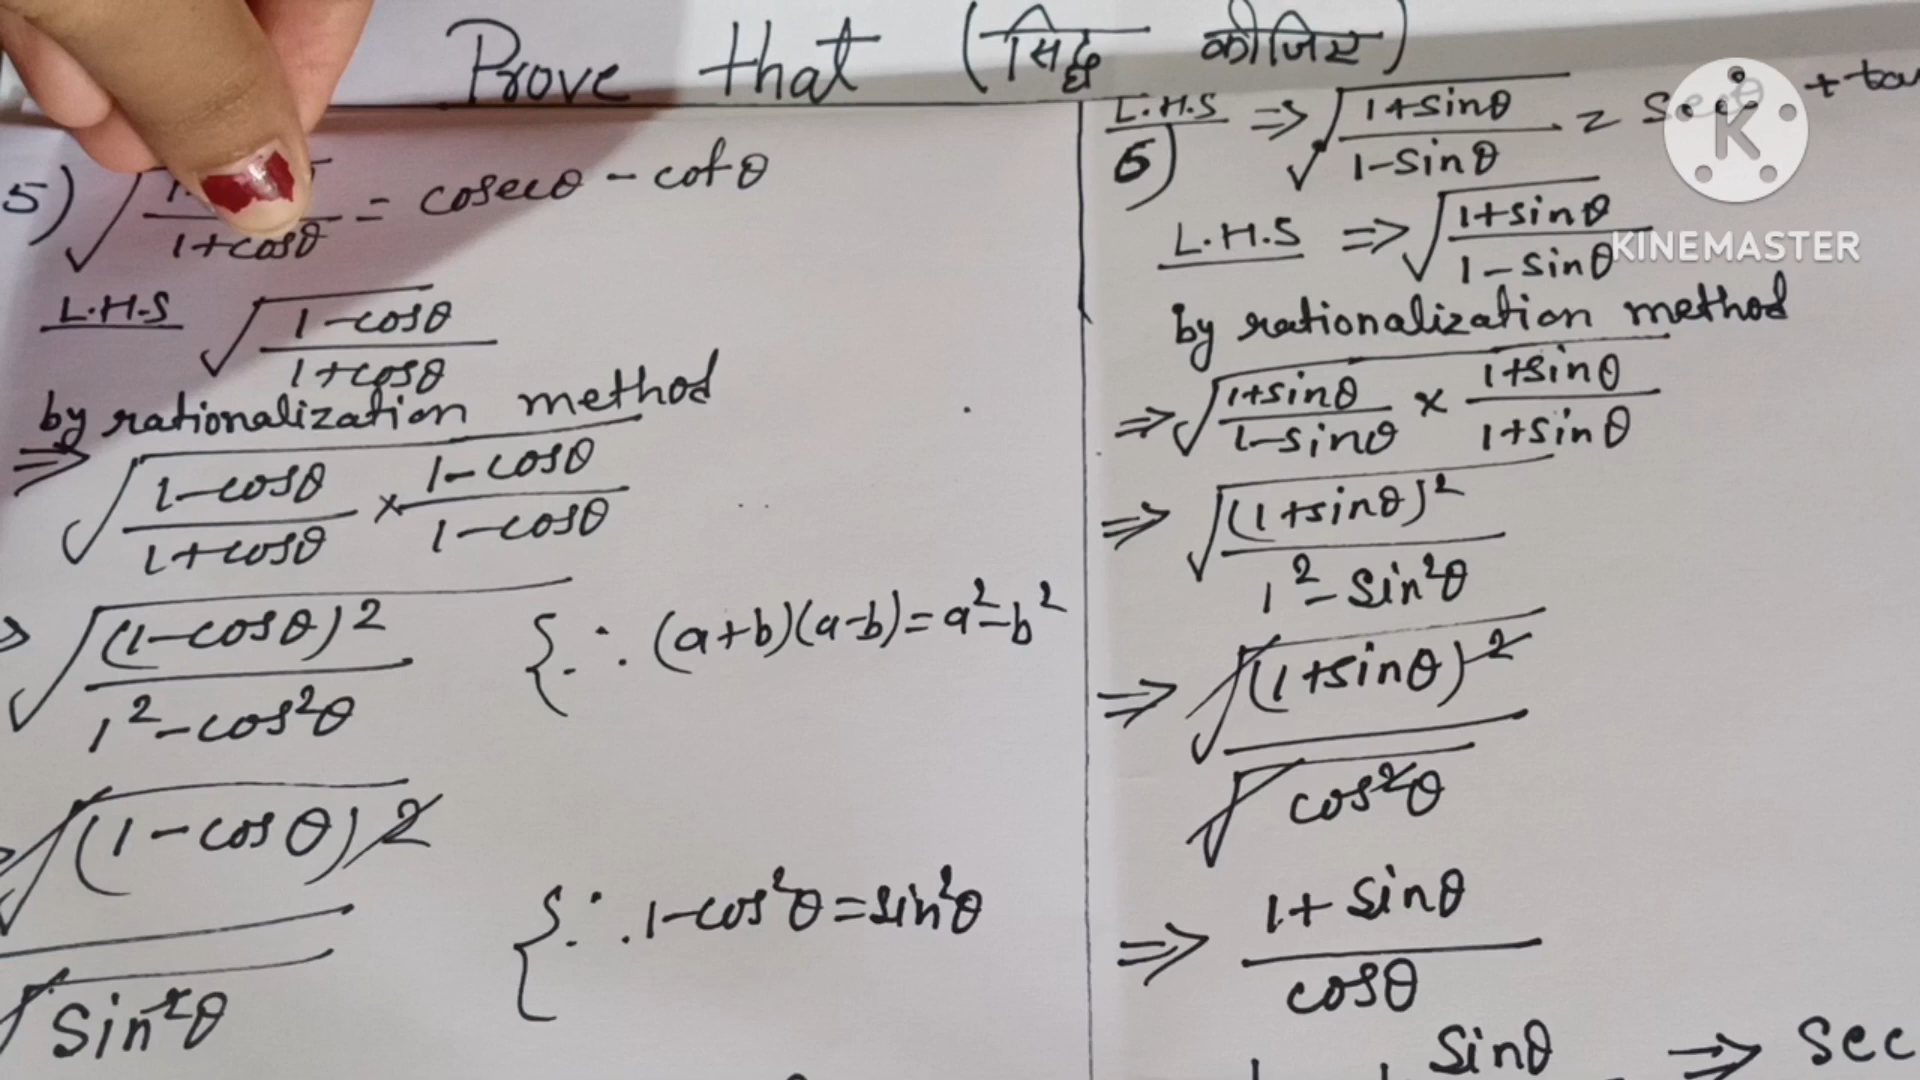 Prove that (सिद्ध कीजिए)
5) √ 1+cosθ = cosecθ - cotθ
L.H.S √ 1-cosθ / 1+cosθ
by rationalization method
⇒ √ 1-cosθ / 1+cosθ × 1-cosθ / 1-cosθ
⇒ √ (1-cosθ)² / 1²-cos²θ {∵ (a+b)(a-b)=a²-b²
√(1-cosθ)² / √sin²θ {∵ 1-cos²θ=sin²θ
L.H.S ⇒ √ 1+sinθ / 1-sinθ = secθ + tan
6)
L.H.S ⇒ √ 1+sinθ / 1-sinθ
by rationalization method
⇒ √ 1+sinθ / 1-sinθ × 1+sinθ / 1+sinθ
⇒ √ (1+sinθ)² / 1²-sin²θ
⇒ √(1+sinθ)² / √cos²θ
⇒ 1+sinθ / cosθ
sinθ ⇒ sec
K
KINEMASTER